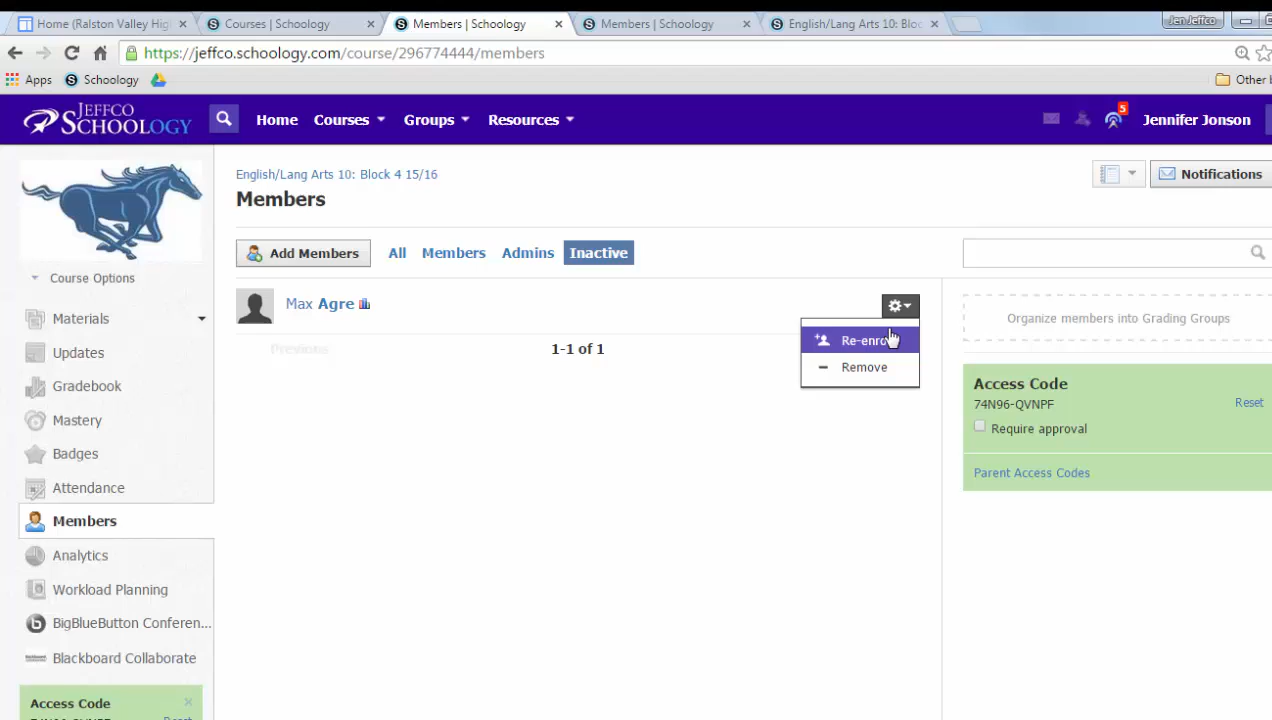 Home (Ralston Valley Hig
Courses | Schoology
Members | Schoology
Members | Schoology
English/Lang Arts 10: Bloc
Jen Jeffco
https://jeffco.schoology.com/course/296774444/members
Apps
Schoology
Other b
JEFFCO
SCHOOLOGY
Home
Courses
Groups
Resources
5
Jennifer Jonson
English/Lang Arts 10: Block 4 15/16
Members
Notifications
Add Members
All
Members
Admins
Inactive
Course Options
Materials
Updates
Gradebook
Mastery
Badges
Attendance
Members
Analytics
Workload Planning
BigBlueButton Conferen...
Blackboard Collaborate
Access Code
Reset
Max Agre
Previous
1-1 of 1
Re-enro
Remove
Organize members into Grading Groups
Access Code
74N96-QVNPF
Reset
Require approval
Parent Access Codes